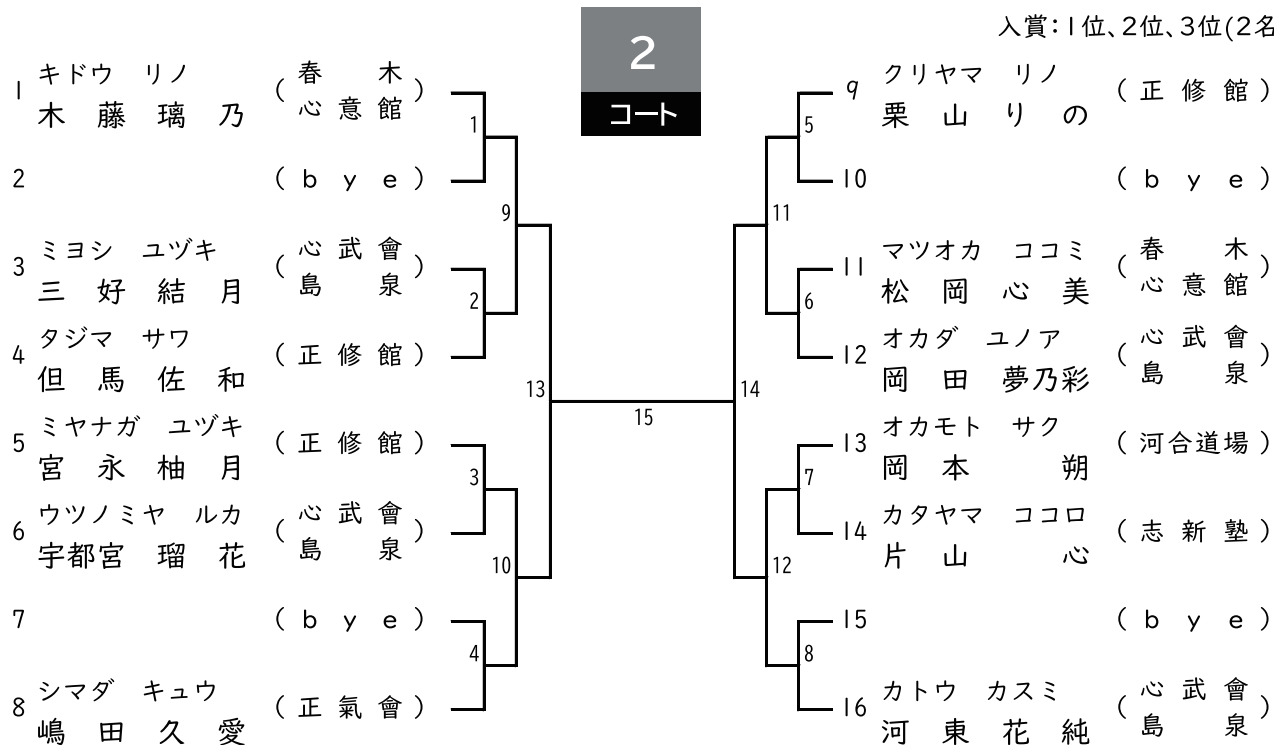 入賞:1位、2位、3位(2名
2
コート
1 キドウ リノ
木藤璃乃 (春木心意館)
2 (bye)
3 ミヨシ ユヅキ
三好結月 (心武會島泉)
4 タジマ サワ
但馬佐和 (正修館)
5 ミヤナガ ユヅキ
宮永柚月 (正修館)
6 ウツノミヤ ルカ
宇都宮瑠花 (心武會島泉)
7 (bye)
8 シマダ キュウ
嶋田久愛 (正氣會)
1
2
3
4
9
10
13
15
14
11
12
5
6
7
8
9 クリヤマ リノ
栗山りの (正修館)
10 (bye)
11 マツオカ ココミ
松岡心美 (春木心意館)
12 オカダ ユノア
岡田夢乃彩 (心武會島泉)
13 オカモト サク
岡本朔 (河合道場)
14 カタヤマ ココロ
片山心 (志新塾)
15 (bye)
16 カトウ カスミ
河東花純 (心武會島泉)